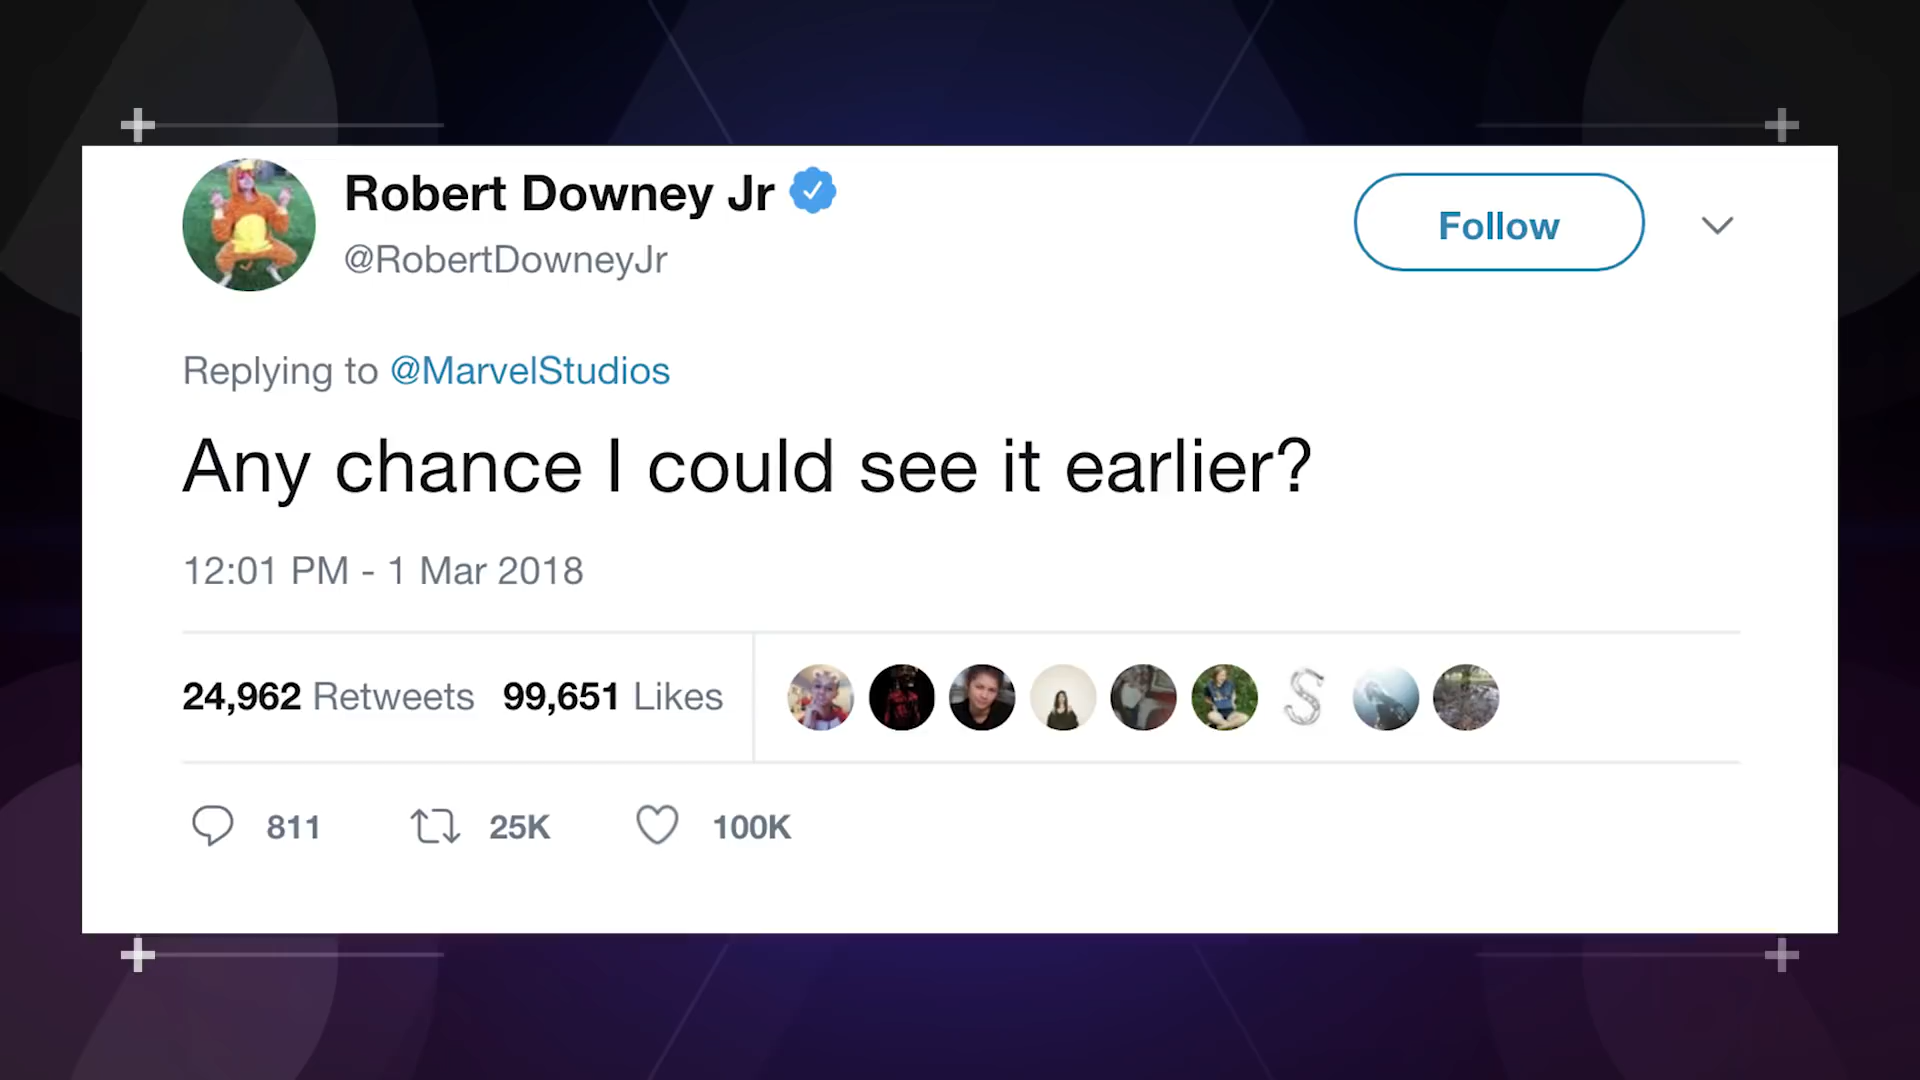 Robert Downey Jr
@RobertDowneyJr
Follow
Replying to @MarvelStudios
Any chance I could see it earlier?
12:01 PM - 1 Mar 2018
24,962 Retweets 99,651 Likes
S
811 25K 100K